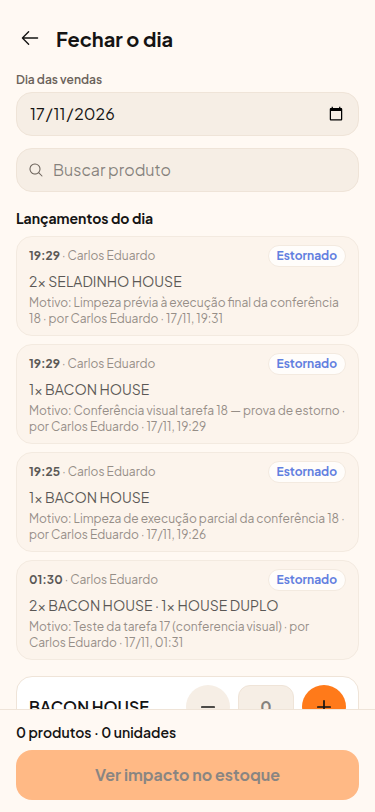 Fechar o dia
Dia das vendas
17/11/2026
Buscar produto
Lançamentos do dia
19:29 · Carlos Eduardo Estornado
2× SELADINHO HOUSE
Motivo: Limpeza prévia à execução final da conferência
18 · por Carlos Eduardo · 17/11, 19:31
19:29 · Carlos Eduardo Estornado
1× BACON HOUSE
Motivo: Conferência visual tarefa 18 — prova de estorno ·
por Carlos Eduardo · 17/11, 19:29
19:25 · Carlos Eduardo Estornado
1× BACON HOUSE
Motivo: Limpeza de execução parcial da conferência 18 ·
por Carlos Eduardo · 17/11, 19:26
01:30 · Carlos Eduardo Estornado
2× BACON HOUSE · 1× HOUSE DUPLO
Motivo: Teste da tarefa 17 (conferencia visual) · por
Carlos Eduardo · 17/11, 01:31
BACON HOUSE − 0 +
0 produtos · 0 unidades
Ver impacto no estoque